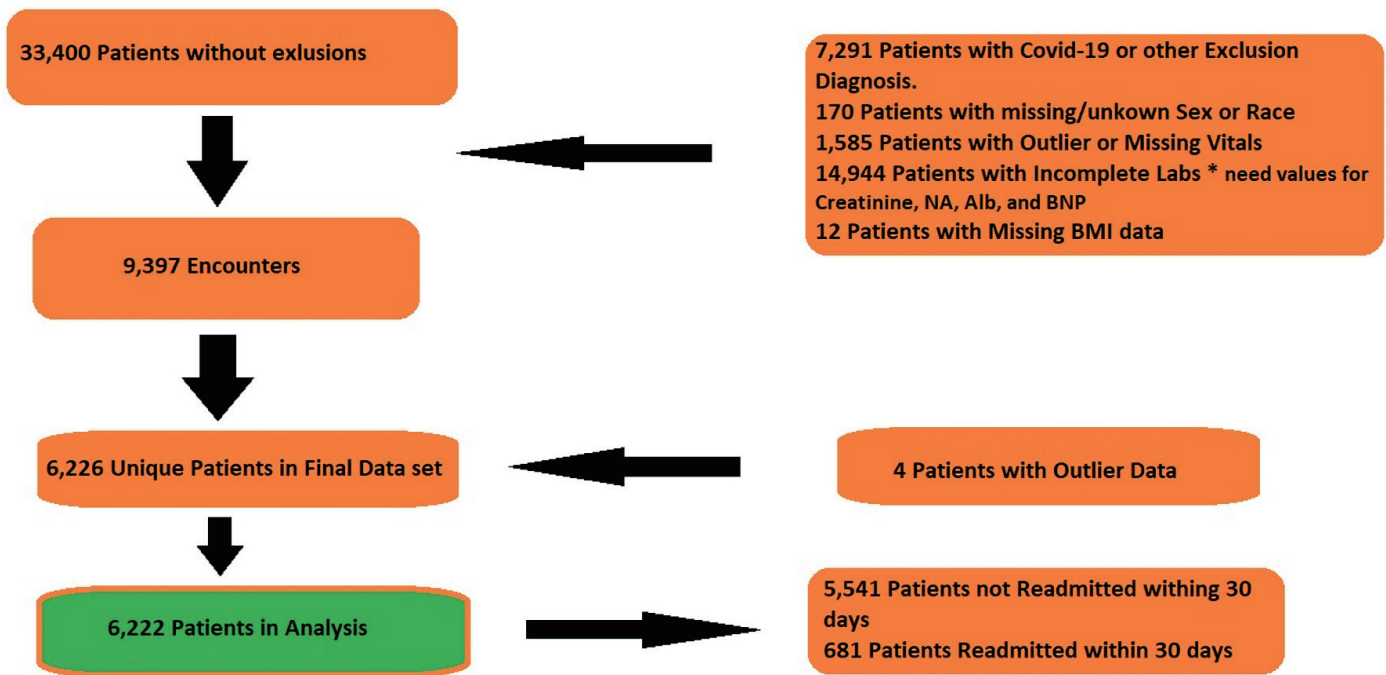 33,400 Patients without exlusions
7,291 Patients with Covid-19 or other Exclusion
Diagnosis.
170 Patients with missing/unkown Sex or Race
1,585 Patients with Outlier or Missing Vitals
14,944 Patients with Incomplete Labs * need values for
Creatinine, NA, Alb, and BNP
12 Patients with Missing BMI data
9,397 Encounters
6,226 Unique Patients in Final Data set
4 Patients with Outlier Data
6,222 Patients in Analysis
5,541 Patients not Readmitted withing 30
days
681 Patients Readmitted within 30 days